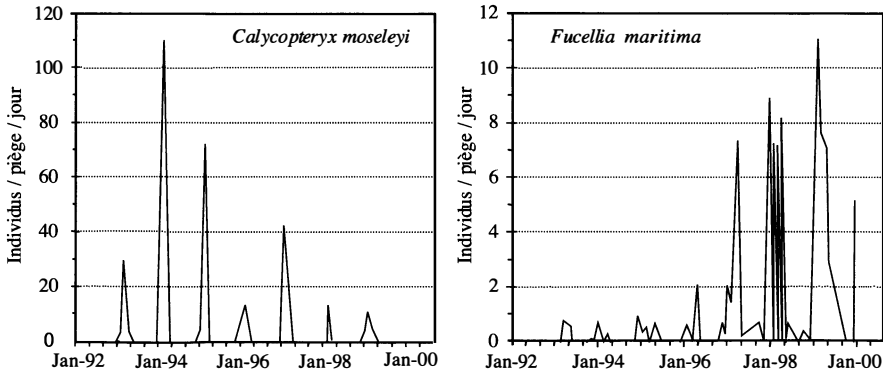 Calycopteryx moseleyi
Individus / piège / jour
120
100
80
60
40
20
0
Jan-92 Jan-94 Jan-96 Jan-98 Jan-00
Fucellia maritima
Individus / piège / jour
12
10
8
6
4
2
0
Jan-92 Jan-94 Jan-96 Jan-98 Jan-00